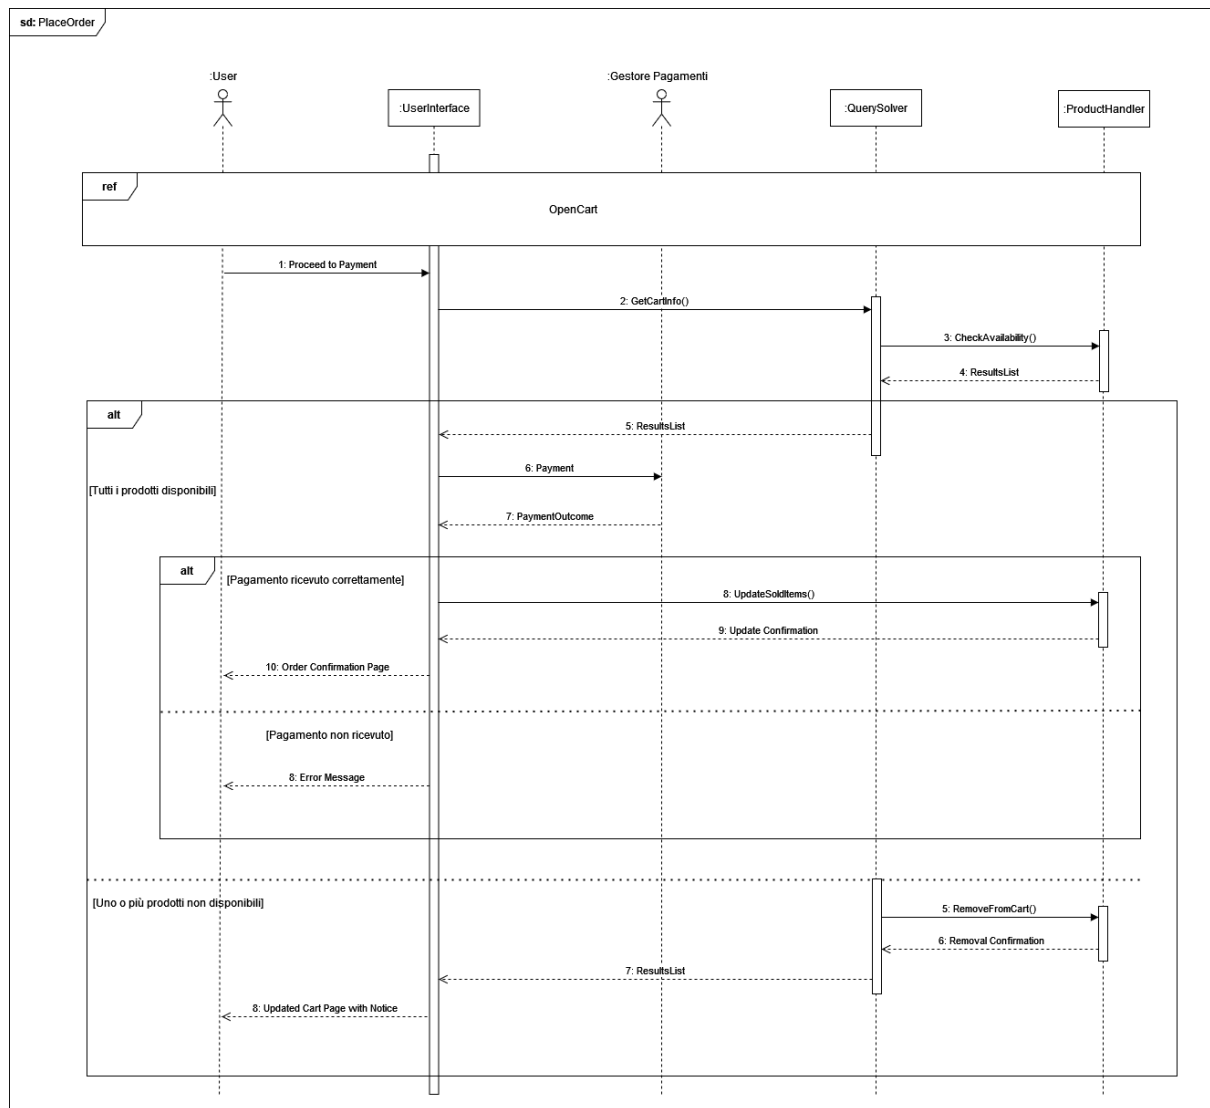 sd: PlaceOrder
:User
:UserInterface
:Gestore Pagamenti
:QuerySolver
:ProductHandler
ref
OpenCart
1: Proceed to Payment
2: GetCartInfo()
3: CheckAvailability()
4: ResultsList
alt
5: ResultsList
6: Payment
[Tutti i prodotti disponibili]
7: PaymentOutcome
alt
[Pagamento ricevuto correttamente]
8: UpdateSoldItems()
9: Update Confirmation
10: Order Confirmation Page
[Pagamento non ricevuto]
8: Error Message
[Uno o più prodotti non disponibili]
5: RemoveFromCart()
6: Removal Confirmation
7: ResultsList
8: Updated Cart Page with Notice